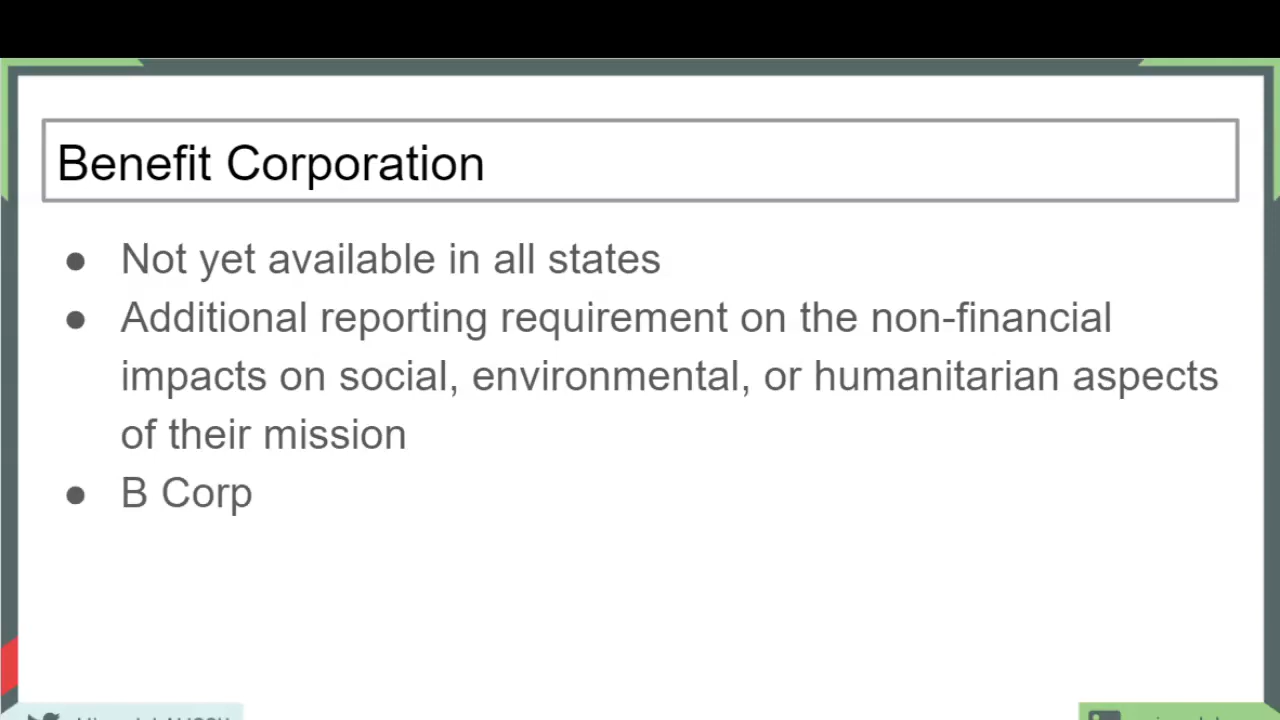 Benefit Corporation
● Not yet available in all states
● Additional reporting requirement on the non-financial
impacts on social, environmental, or humanitarian aspects
of their mission
● B Corp